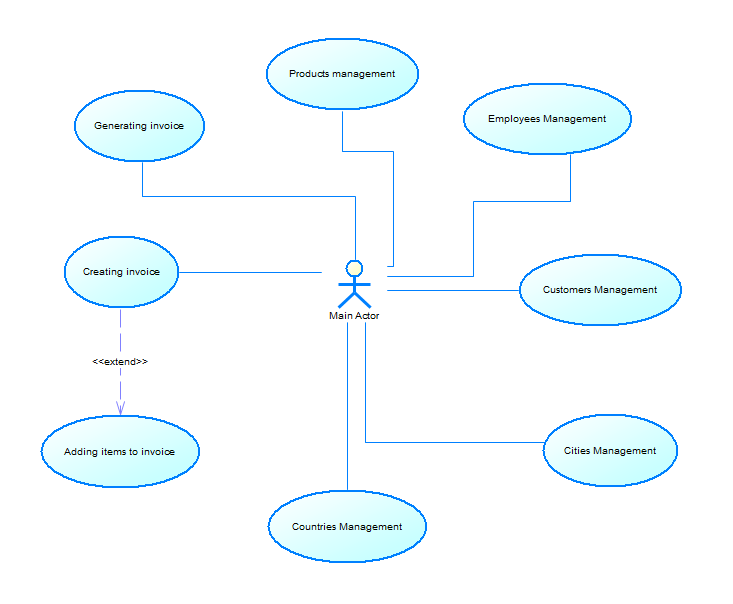 Products management
Generating invoice
Employees Management
Creating invoice
Customers Management
Main Actor
<<extend>>
Adding items to invoice
Cities Management
Countries Management